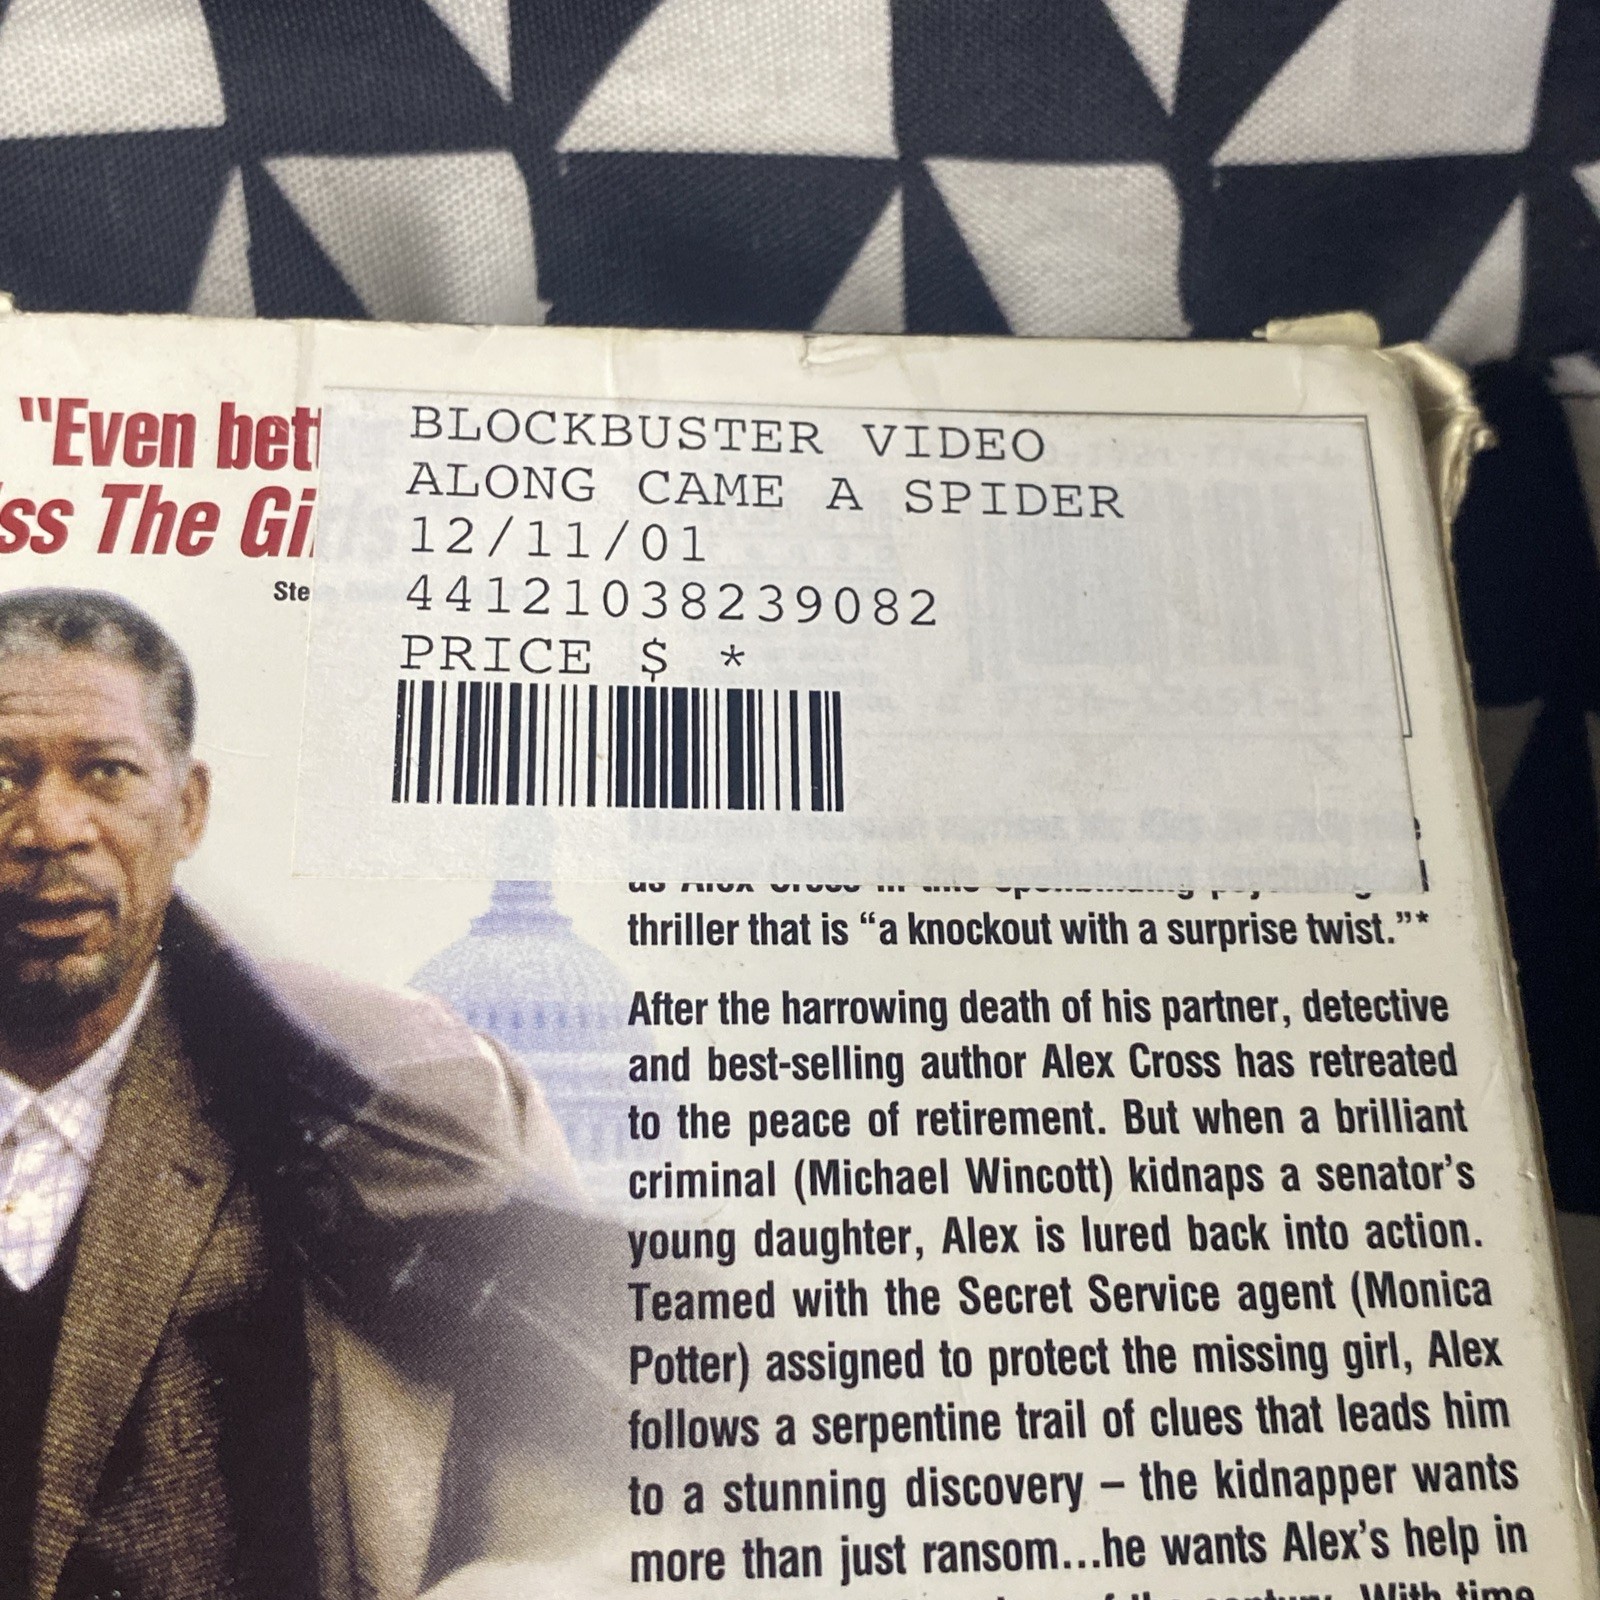 "Even bett
ss The Gi
Ste
BLOCKBUSTER VIDEO
ALONG CAME A SPIDER
12/11/01
44121038239082
PRICE $ *
thriller that is “a knockout with a surprise twist.”*
After the harrowing death of his partner, detective
and best-selling author Alex Cross has retreated
to the peace of retirement. But when a brilliant
criminal (Michael Wincott) kidnaps a senator’s
young daughter, Alex is lured back into action.
Teamed with the Secret Service agent (Monica
Potter) assigned to protect the missing girl, Alex
follows a serpentine trail of clues that leads him
to a stunning discovery – the kidnapper wants
more than just ransom...he wants Alex’s help in
century. With time